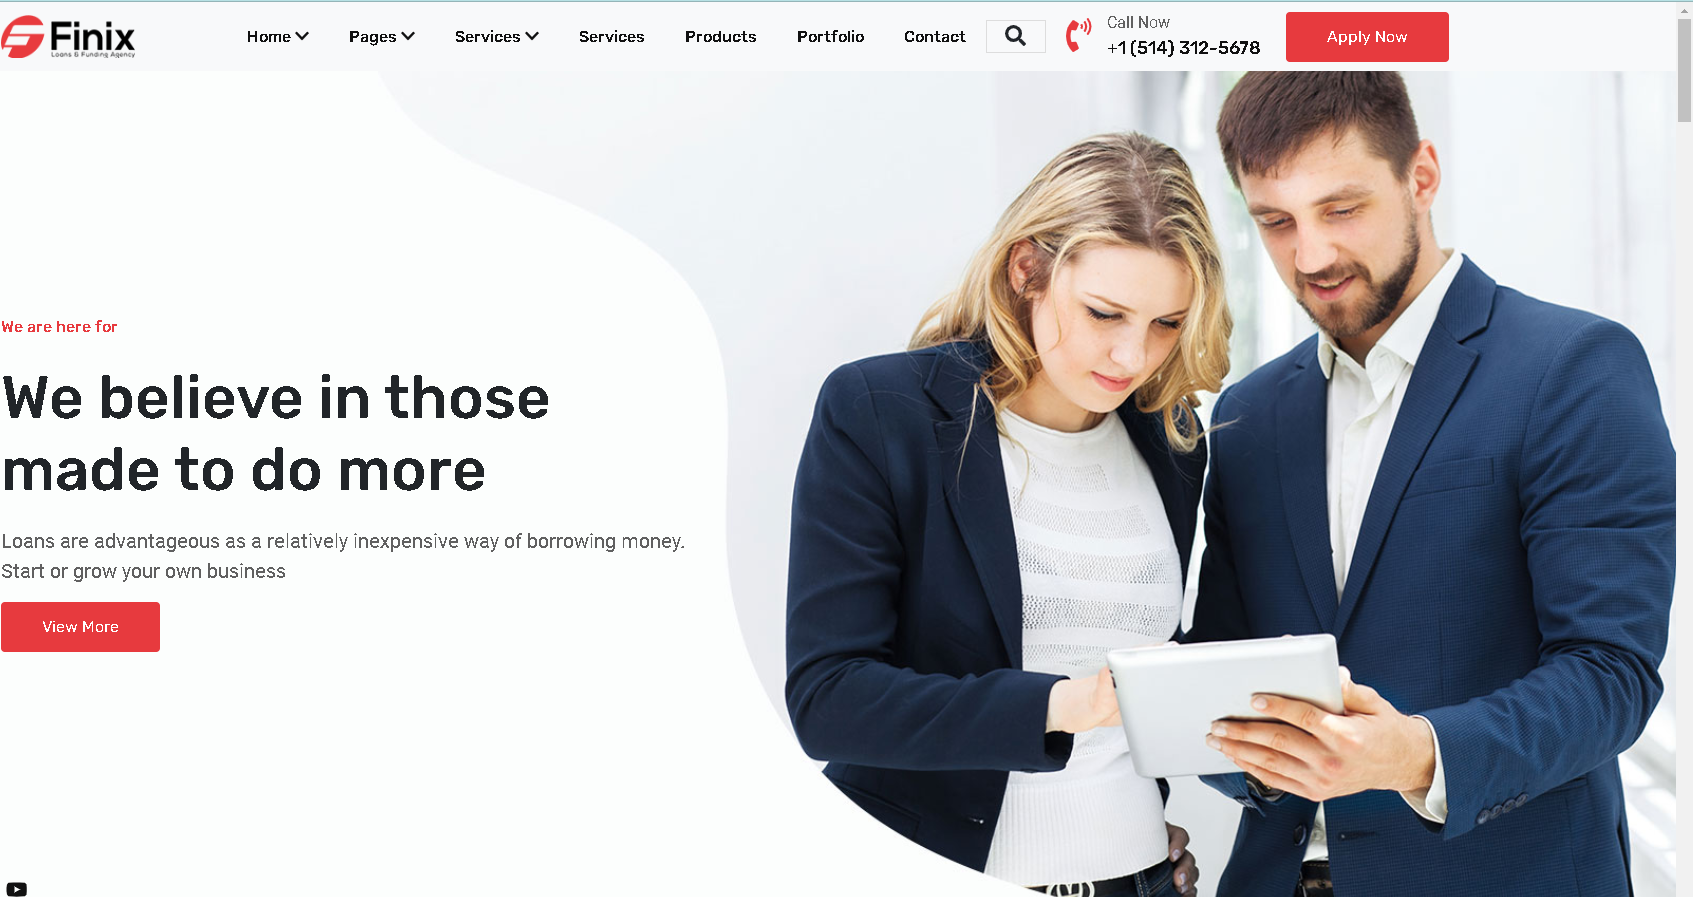 Finix
Loans & Funding Agency
Home
Pages
Services
Services
Products
Portfolio
Contact
Call Now
+1 (514) 312-5678
Apply Now
We are here for
We believe in those
made to do more
Loans are advantageous as a relatively inexpensive way of borrowing money.
Start or grow your own business
View More